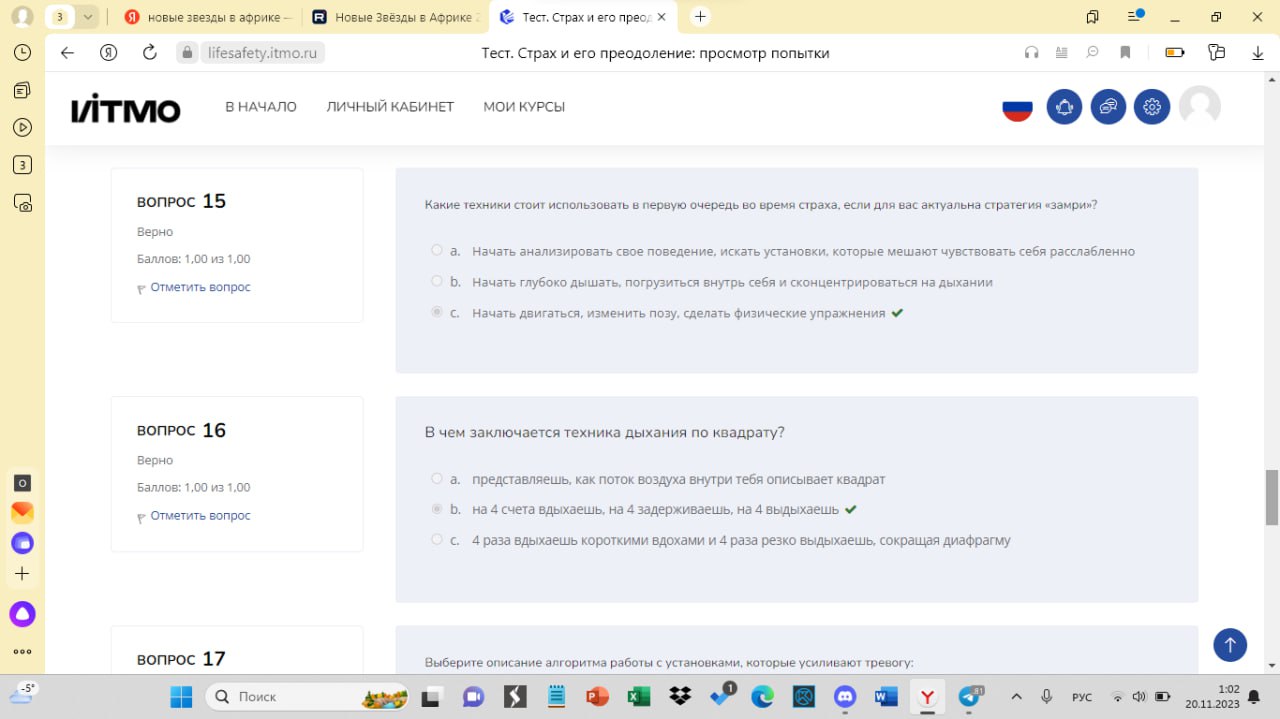 3
новые звезды в африке —
Новые Звёзды в Африке 2
Тест. Страх и его преод
lifesafety.itmo.ru
Тест. Страх и его преодоление: просмотр попытки
ИТМО
В НАЧАЛО
ЛИЧНЫЙ КАБИНЕТ
МОИ КУРСЫ
3
ВОПРОС 15
Верно
Баллов: 1,00 из 1,00
Отметить вопрос
Какие техники стоит использовать в первую очередь во время страха, если для вас актуальна стратегия «замри»?
a. Начать анализировать свое поведение, искать установки, которые мешают чувствовать себя расслабленно
b. Начать глубоко дышать, погрузиться внутрь себя и сконцентрироваться на дыхании
c. Начать двигаться, изменить позу, сделать физические упражнения
ВОПРОС 16
Верно
Баллов: 1,00 из 1,00
Отметить вопрос
В чем заключается техника дыхания по квадрату?
a. представляешь, как поток воздуха внутри тебя описывает квадрат
b. на 4 счета вдыхаешь, на 4 задерживаешь, на 4 выдыхаешь
c. 4 раза вдыхаешь короткими вдохами и 4 раза резко выдыхаешь, сокращая диафрагму
ВОПРОС 17
Выберите описание алгоритма работы с установками, которые усиливают тревогу:
-5°
Поиск
1
81
РУС
1:02
20.11.2023